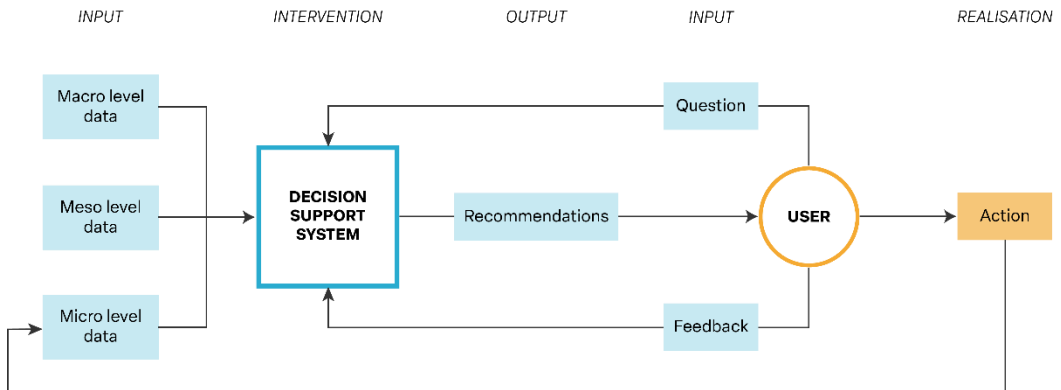 INPUT
INTERVENTION
OUTPUT
INPUT
REALISATION
Macro level
data
Question
Meso level
data
DECISION
SUPPORT
SYSTEM
Recommendations
USER
Action
Micro level
data
Feedback